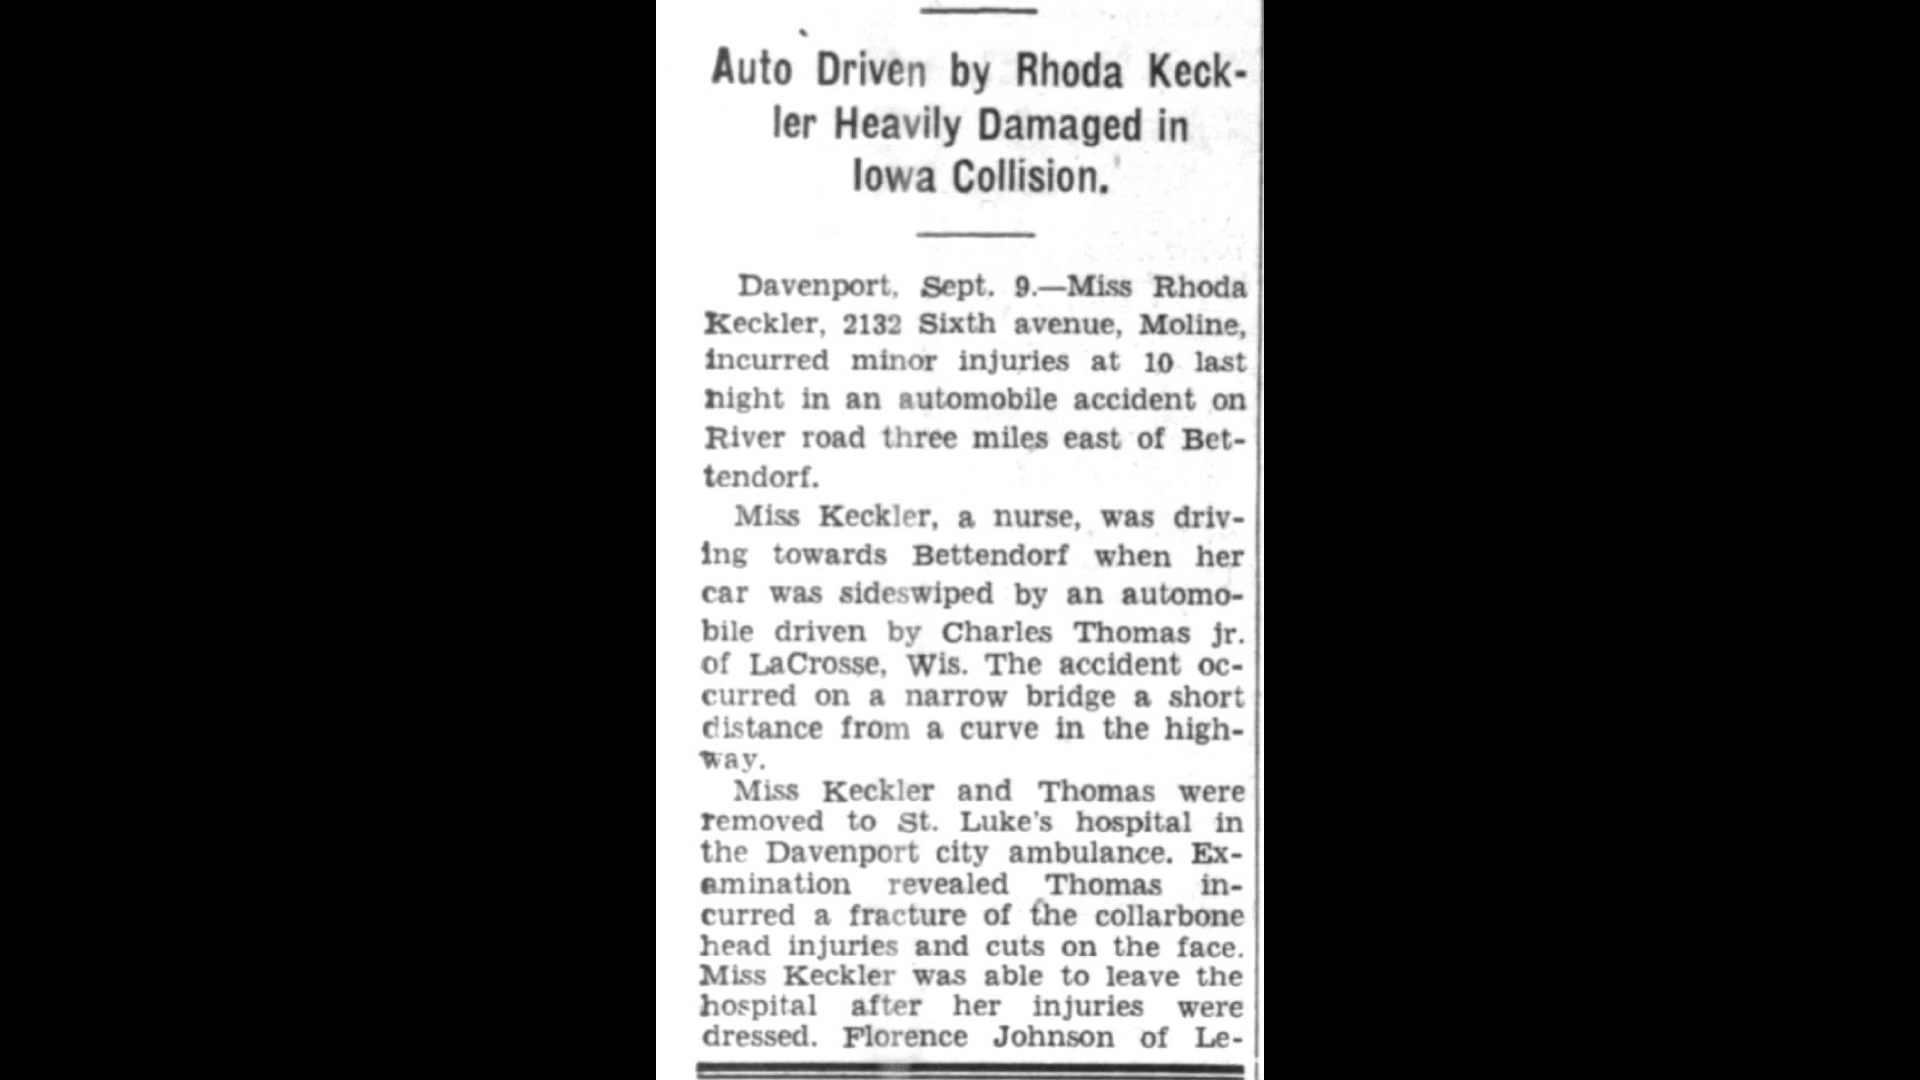 Auto Driven by Rhoda Keck-
ler Heavily Damaged in
Iowa Collision.
Davenport, Sept. 9.—Miss Rhoda
Keckler, 2132 Sixth avenue, Moline,
incurred minor injuries at 10 last
night in an automobile accident on
River road three miles east of Bet-
tendorf.
Miss Keckler, a nurse, was driv-
ing towards Bettendorf when her
car was sideswiped by an automo-
bile driven by Charles Thomas jr.
of LaCrosse, Wis. The accident oc-
curred on a narrow bridge a short
distance from a curve in the high-
way.
Miss Keckler and Thomas were
removed to St. Luke's hospital in
the Davenport city ambulance. Ex-
amination revealed Thomas in-
curred a fracture of the collarbone
head injuries and cuts on the face.
Miss Keckler was able to leave the
hospital after her injuries were
dressed. Florence Johnson of Le-